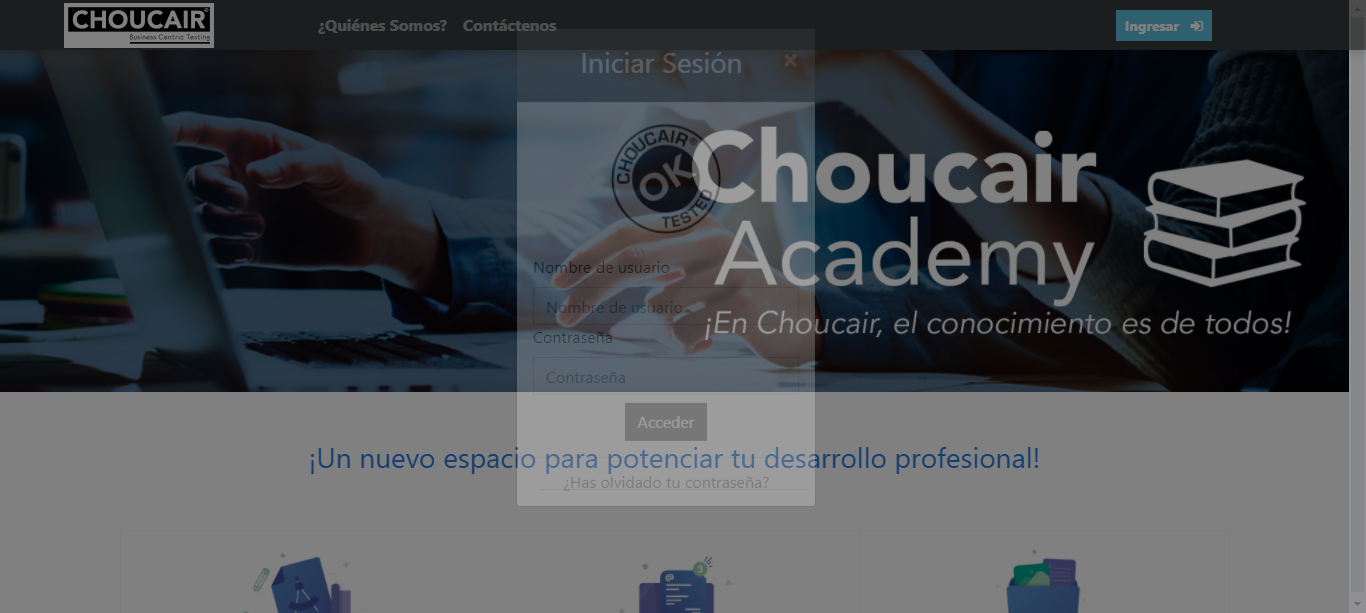 CHOUCAIR®
Business Centric Testing
¿Quiénes Somos?
Contáctenos
Ingresar
Iniciar Sesión
×
CHOUCAIR®
OK
TESTED
Choucair
Academy
¡En Choucair, el conocimiento es de todos!
Nombre de usuario
Nombre de usuario
Contraseña
Contraseña
Acceder
¡Un nuevo espacio para potenciar tu desarrollo profesional!
¿Has olvidado tu contraseña?
3